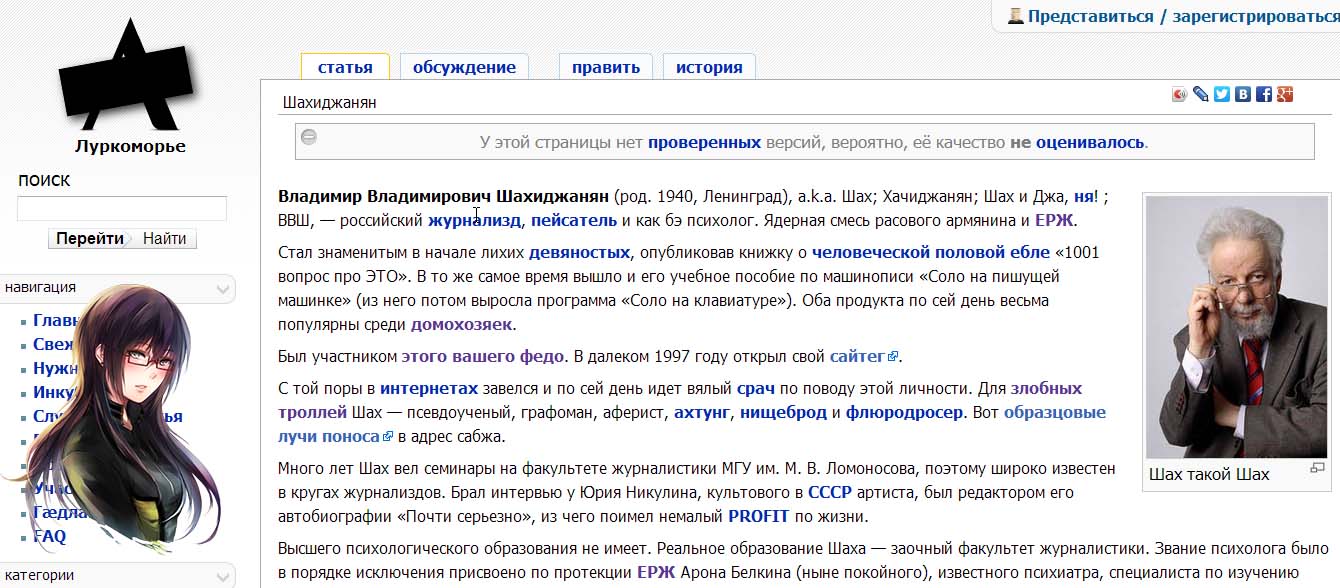 Представиться / зарегистрироваться
статья обсуждение править история
Луркоморье
поиск
Перейти Найти
навигация
FAQ
категории
Шахиджанян
У этой страницы нет проверенных версий, вероятно, её качество не оценивалось.
Владимир Владимирович Шахиджанян (род. 1940, Ленинград), a.k.a. Шах; Хачиджанян; Шах и Джа, ня! ;
ВВШ, — российский журнализд, пейсатель и как бэ психолог. Ядерная смесь расового армянина и ЕРЖ.
Стал знаменитым в начале лихих девяностых, опубликовав книжку о человеческой половой ебле «1001
вопрос про ЭТО». В то же самое время вышло и его учебное пособие по машинописи «Соло на пишущей
машинке» (из него потом выросла программа «Соло на клавиатуре»). Оба продукта по сей день весьма
популярны среди домохозяек.
Был участником этого вашего федо. В далеком 1997 году открыл свой сайтег.
С той поры в интернетах завелся и по сей день идет вялый срач по поводу этой личности. Для злобных
троллей Шах — псевдоученый, графоман, аферист, ахтунг, нищеброд и флюродросер. Вот образцовые
лучи поноса в адрес сабжа.
Много лет Шах вел семинары на факультете журналистики МГУ им. М. В. Ломоносова, поэтому широко известен
в кругах журнализдов. Брал интервью у Юрия Никулина, культового в СССР артиста, был редактором его
автобиографии «Почти серьезно», из чего поимел немалый PROFIT по жизни.
Высшего психологического образования не имеет. Реальное образование Шаха — заочный факультет журналистики. Звание психолога было
в порядке исключения присвоено по протекции ЕРЖ Арона Белкина (ныне покойного), известного психиатра, специалиста по изучению
Шах такой Шах